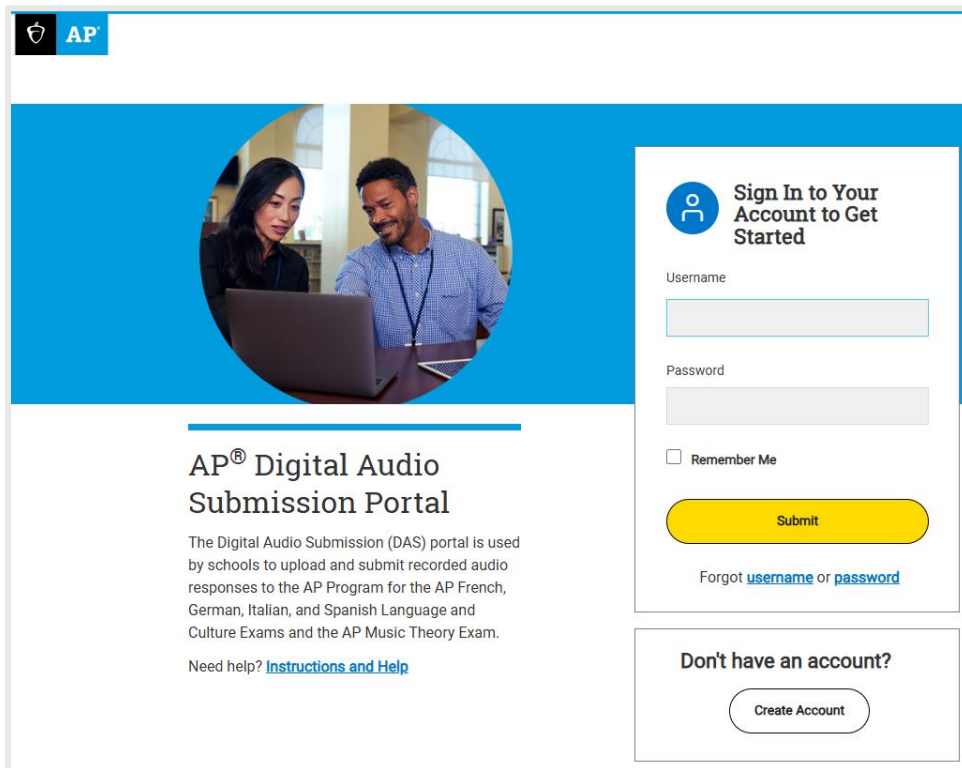 AP®
AP® Digital Audio
Submission Portal
The Digital Audio Submission (DAS) portal is used
by schools to upload and submit recorded audio
responses to the AP Program for the AP French,
German, Italian, and Spanish Language and
Culture Exams and the AP Music Theory Exam.
Need help? Instructions and Help
Sign In to Your
Account to Get
Started
Username
Password
Remember Me
Submit
Forgot username or password
Don't have an account?
Create Account